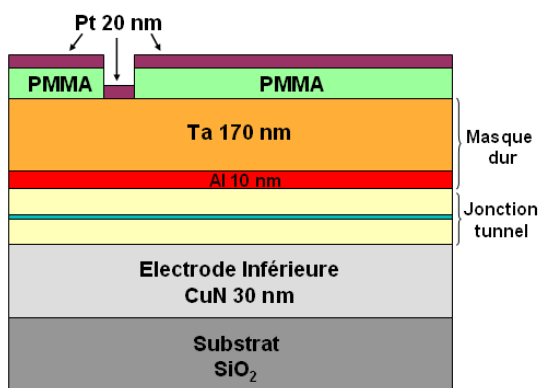 Pt 20 nm
PMMA
PMMA
Ta 170 nm
Masque
dur
Al 10 nm
Jonction
tunnel
Electrode Inférieure
CuN 30 nm
Substrat
SiO₂